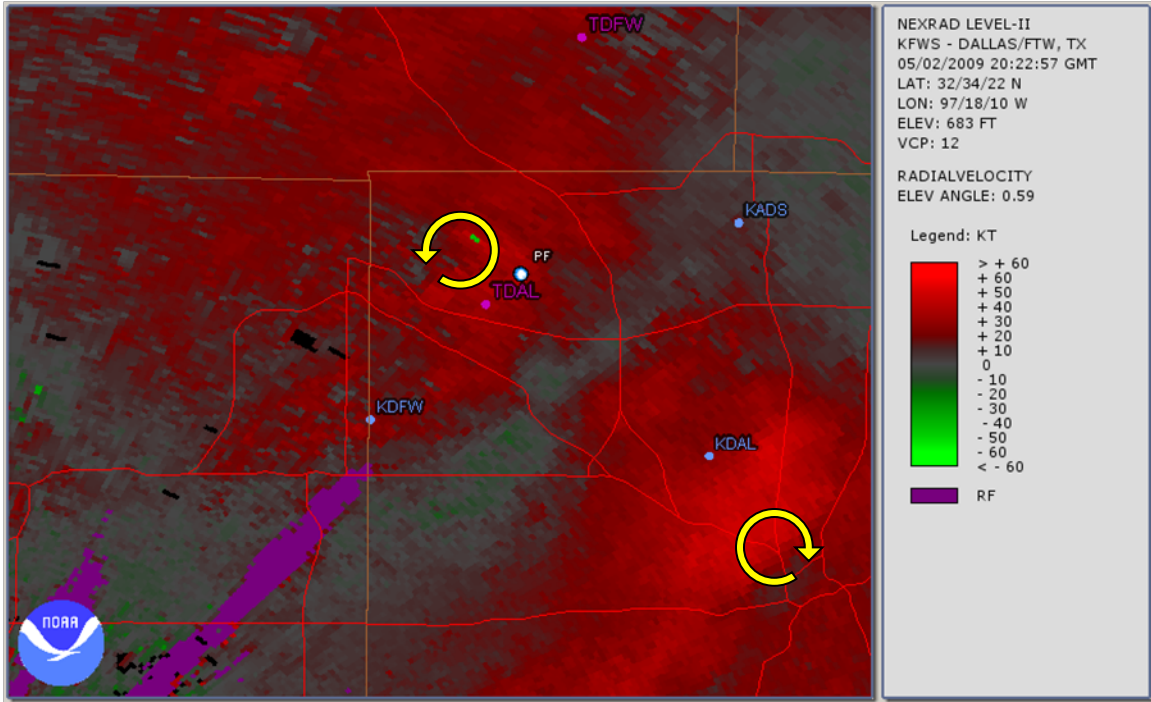 TDFW
KADS
PF
TDAL
KDFW
KDAL
NOAA
NEXRAD LEVEL-II
KFWS - DALLAS/FTW, TX
05/02/2009 20:22:57 GMT
LAT: 32/34/22 N
LON: 97/18/10 W
ELEV: 683 FT
VCP: 12
RADIALVELOCITY
ELEV ANGLE: 0.59
Legend: KT
> + 60
+ 60
+ 50
+ 40
+ 30
+ 20
+ 10
0
- 10
- 20
- 30
- 40
- 50
- 60
< - 60
RF